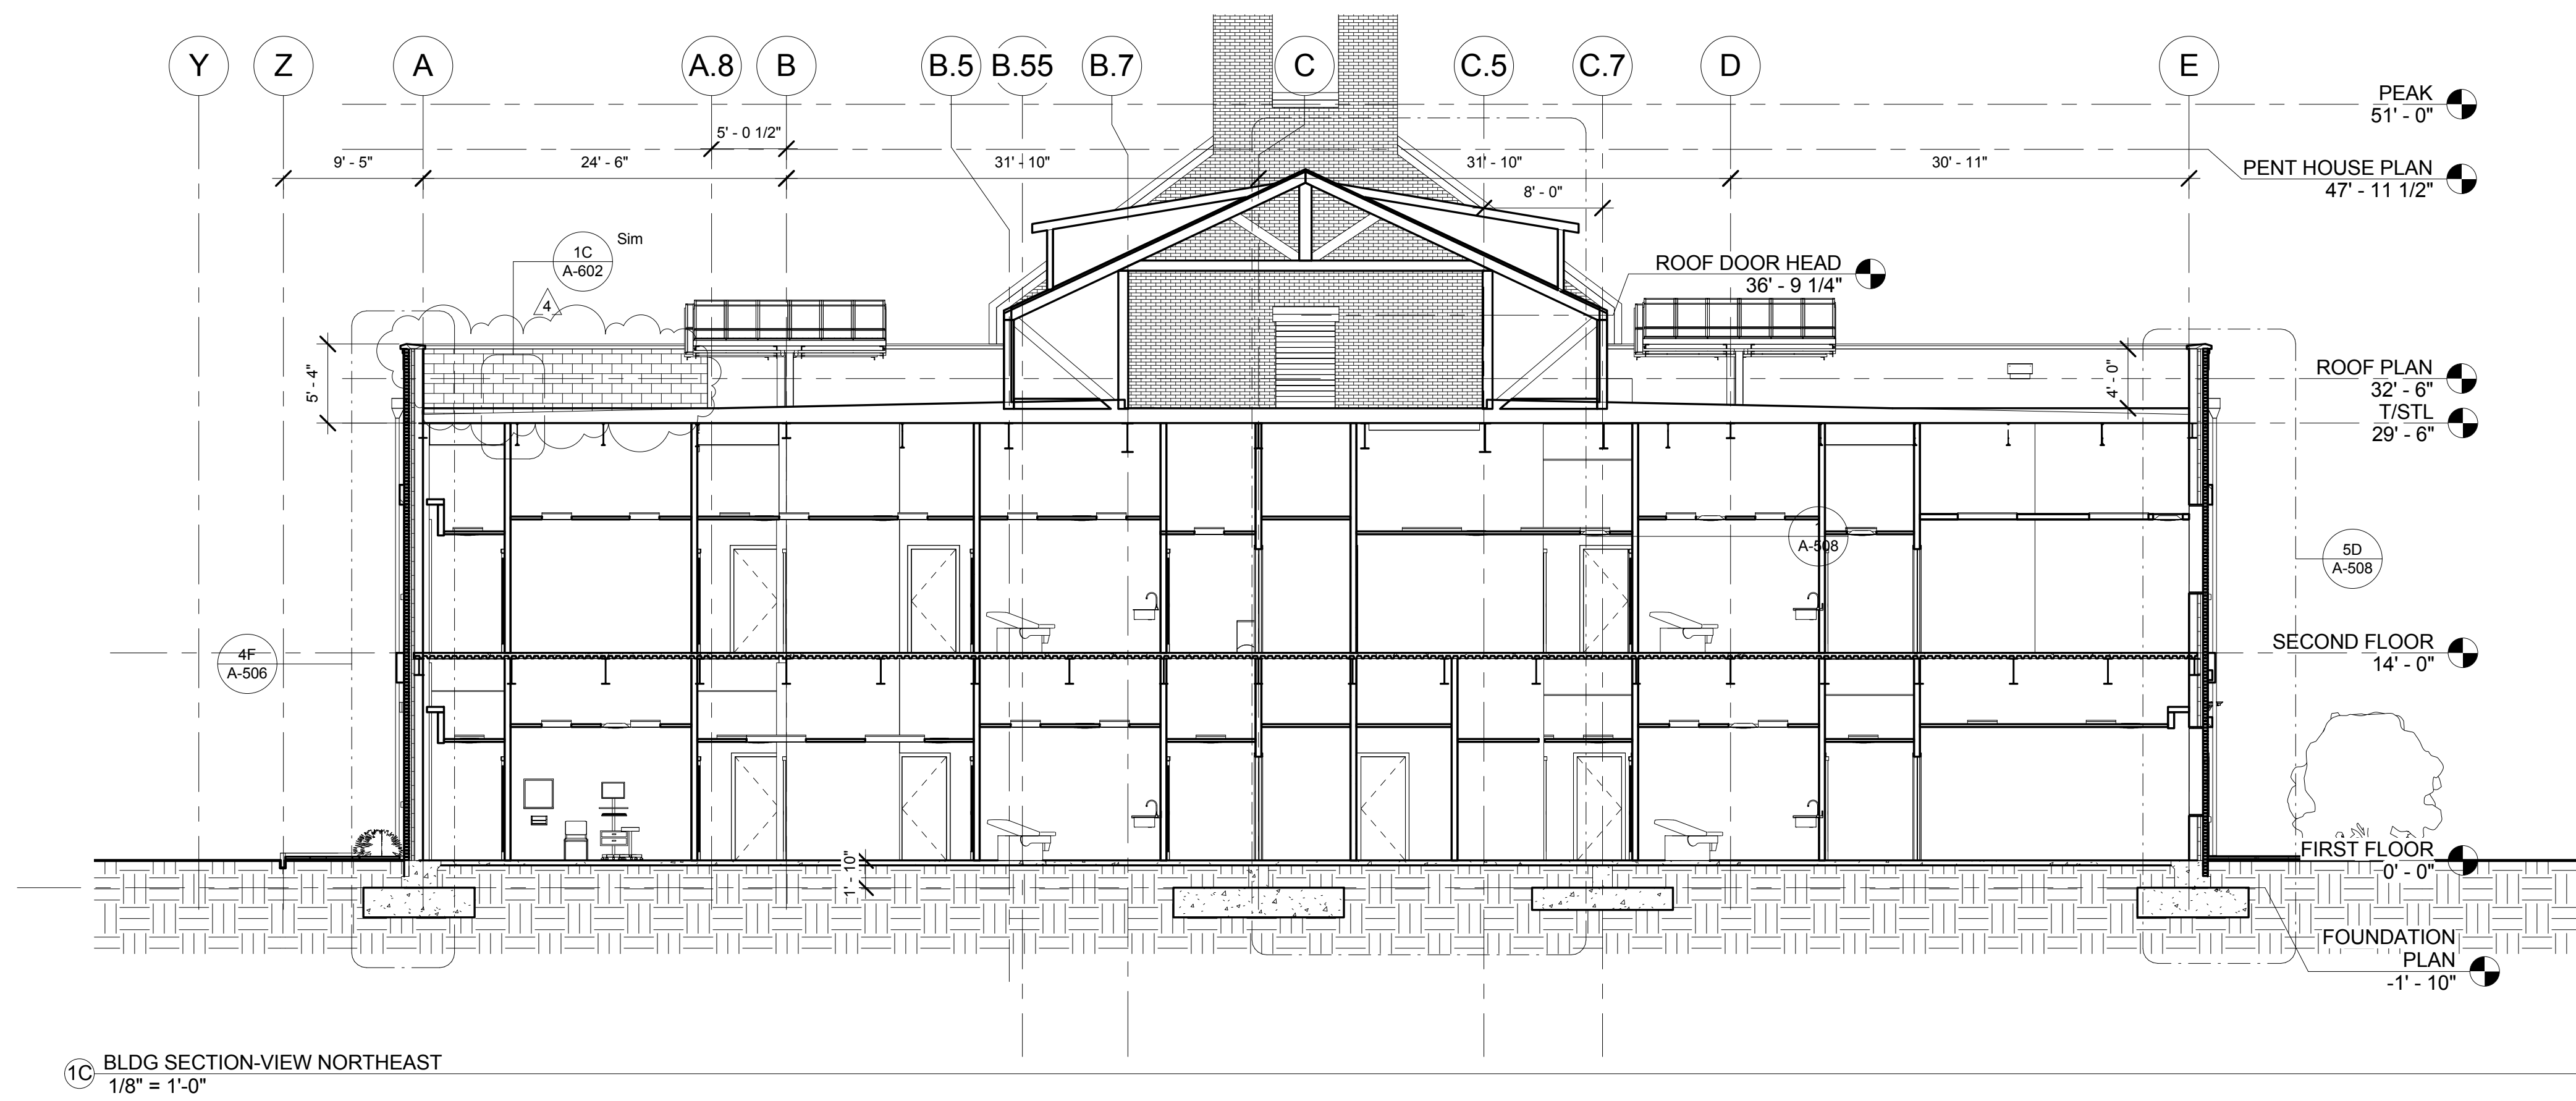 Y
Z
A
A.8
B
B.5
B.55
B.7
C
C.5
C.7
D
E
PEAK
51' - 0"
5' - 0 1/2"
9' - 5"
24' - 6"
31' - 10"
31' - 10"
30' - 11"
PENT HOUSE PLAN
47' - 11 1/2"
8' - 0"
1C
A-602
Sim
4
ROOF DOOR HEAD
36' - 9 1/4"
5' - 4"
4' - 0"
ROOF PLAN
32' - 6"
T/STL
29' - 6"
A-508
5D
A-508
4F
A-506
SECOND FLOOR
14' - 0"
1' - 10"
FIRST FLOOR
0' - 0"
FOUNDATION
PLAN
-1' - 10"
1C
BLDG SECTION-VIEW NORTHEAST
1/8" = 1'-0"